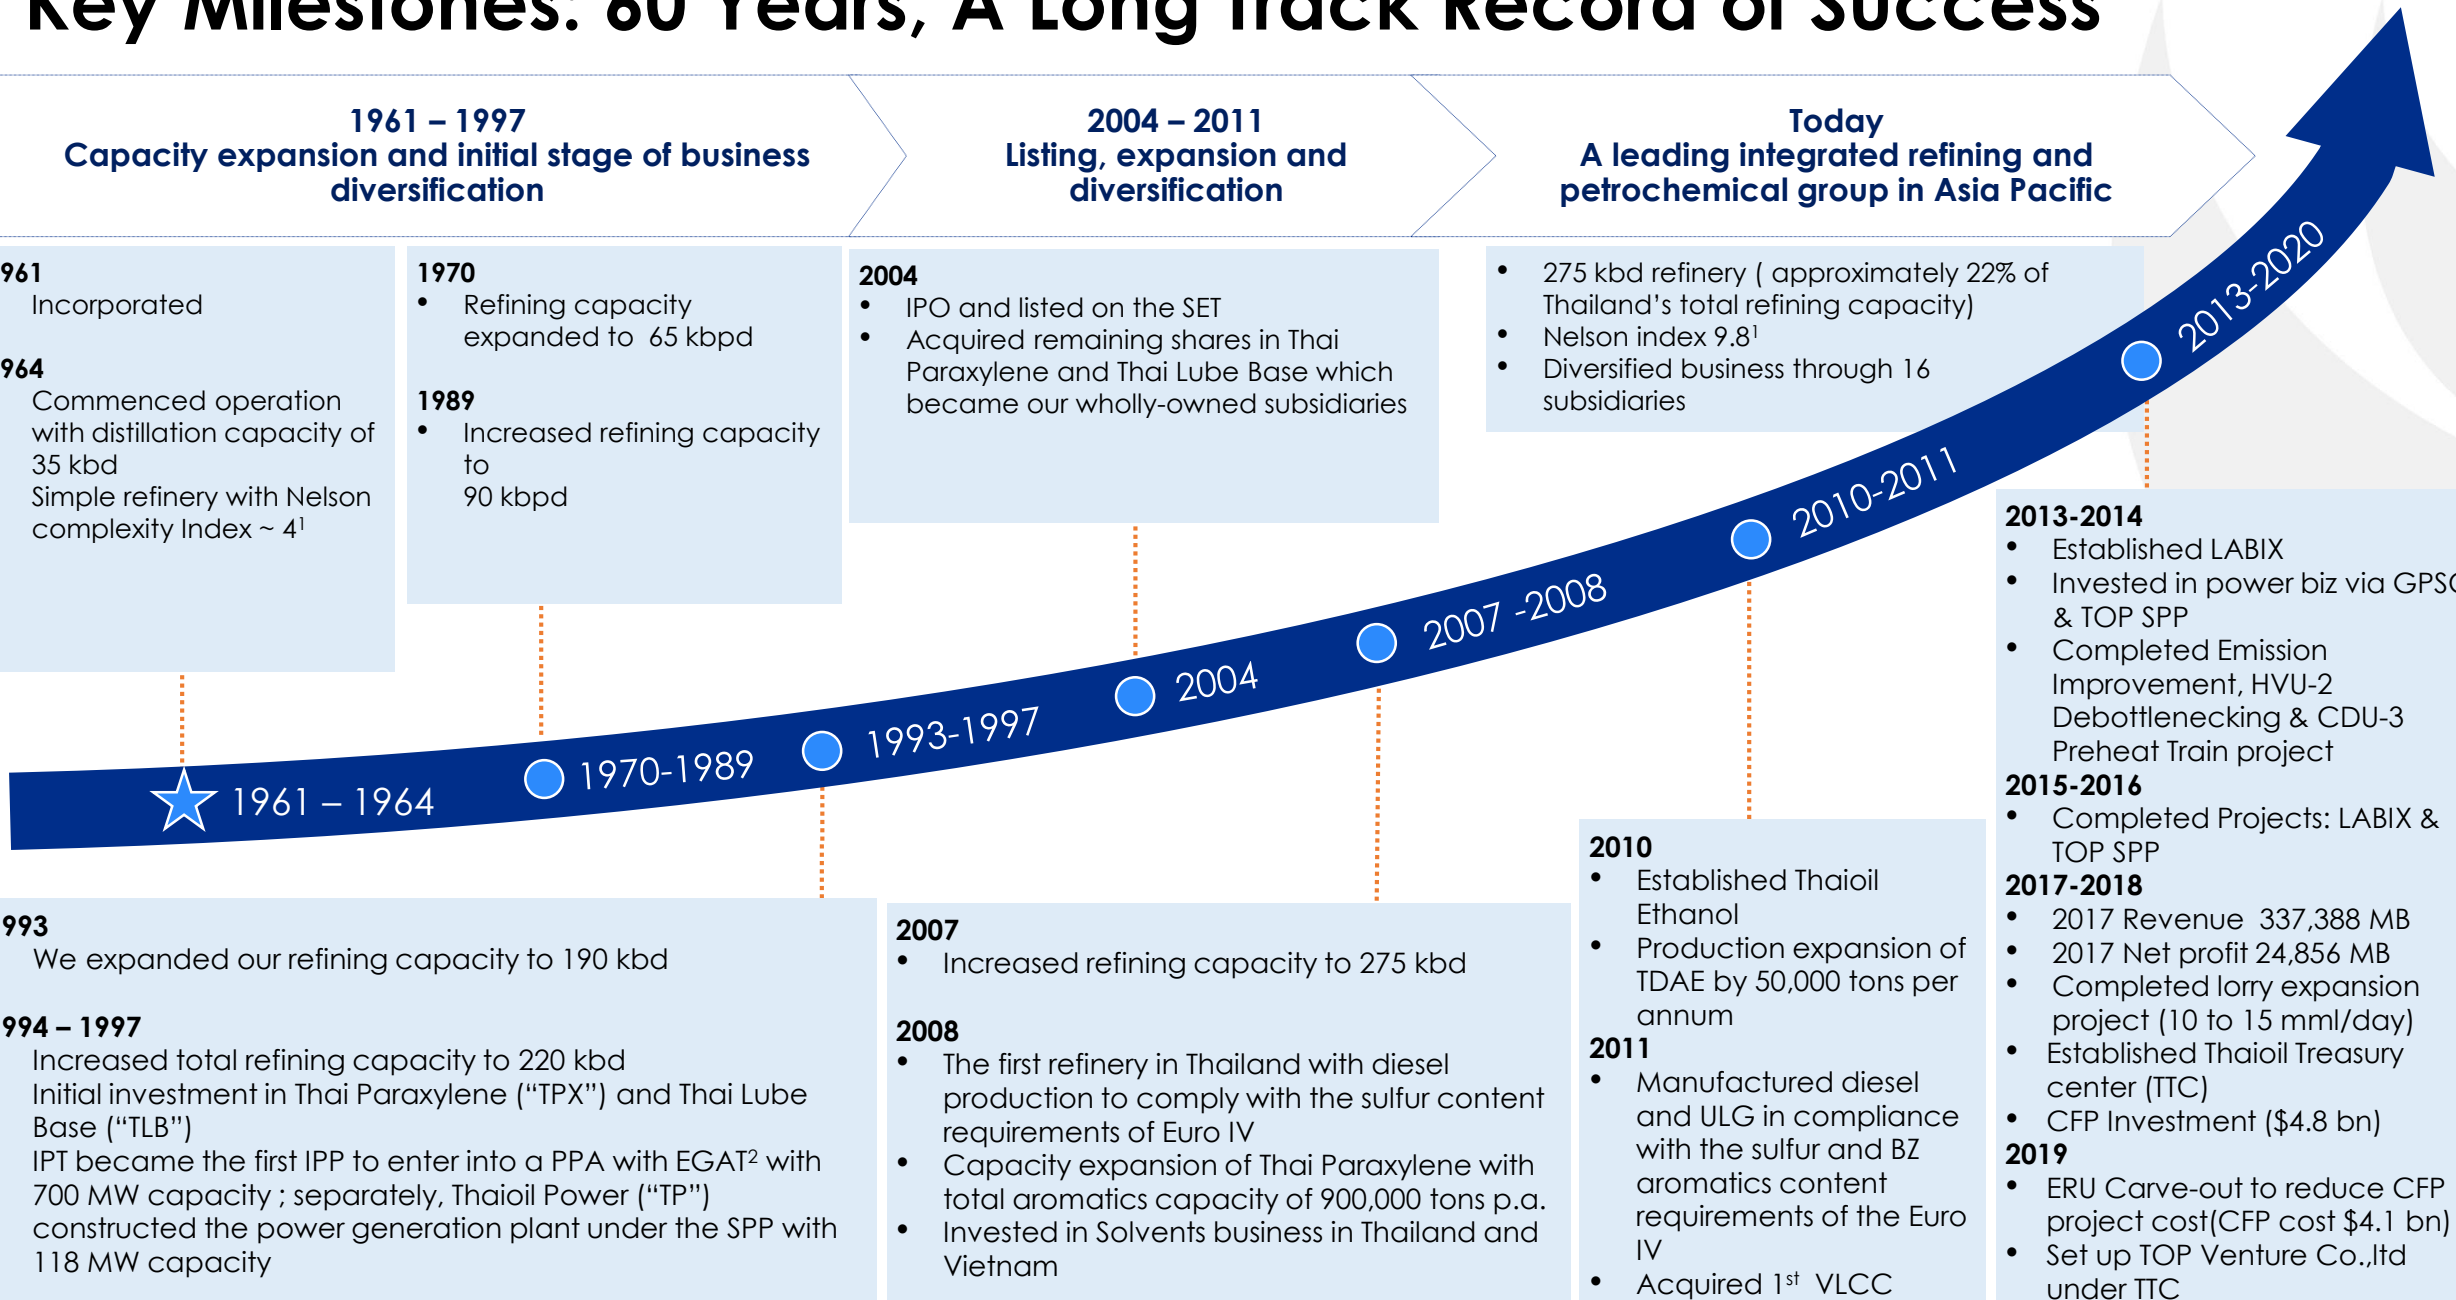 Key Milestones: 60 Years, A Long Track Record of Success
1961 – 1997
Capacity expansion and initial stage of business
diversification
2004 – 2011
Listing, expansion and
diversification
Today
A leading integrated refining and
petrochemical group in Asia Pacific
961
Incorporated
964
Commenced operation
with distillation capacity of
35 kbd
Simple refinery with Nelson
complexity Index ~ 4¹
1970
• Refining capacity
expanded to 65 kbpd
1989
• Increased refining capacity
to
90 kbpd
2004
• IPO and listed on the SET
• Acquired remaining shares in Thai
Paraxylene and Thai Lube Base which
became our wholly-owned subsidiaries
• 275 kbd refinery ( approximately 22% of
Thailand’s total refining capacity)
• Nelson index 9.8¹
• Diversified business through 16
subsidiaries
1961 – 1964
1970-1989
1993-1997
2004
2007 -2008
2010-2011
2013-2020
993
We expanded our refining capacity to 190 kbd
994 – 1997
Increased total refining capacity to 220 kbd
Initial investment in Thai Paraxylene (“TPX”) and Thai Lube
Base (“TLB”)
IPT became the first IPP to enter into a PPA with EGAT² with
700 MW capacity ; separately, Thaioil Power (“TP”)
constructed the power generation plant under the SPP with
118 MW capacity
2007
• Increased refining capacity to 275 kbd
2008
• The first refinery in Thailand with diesel
production to comply with the sulfur content
requirements of Euro IV
• Capacity expansion of Thai Paraxylene with
total aromatics capacity of 900,000 tons p.a.
• Invested in Solvents business in Thailand and
Vietnam
2010
• Established Thaioil
Ethanol
• Production expansion of
TDAE by 50,000 tons per
annum
2011
• Manufactured diesel
and ULG in compliance
with the sulfur and BZ
aromatics content
requirements of the Euro
IV
• Acquired 1st VLCC
2013-2014
• Established LABIX
• Invested in power biz via GPSC
& TOP SPP
• Completed Emission
Improvement, HVU-2
Debottlenecking & CDU-3
Preheat Train project
2015-2016
• Completed Projects: LABIX &
TOP SPP
2017-2018
• 2017 Revenue 337,388 MB
• 2017 Net profit 24,856 MB
• Completed lorry expansion
project (10 to 15 mml/day)
• Established Thaioil Treasury
center (TTC)
• CFP Investment ($4.8 bn)
2019
• ERU Carve-out to reduce CFP
project cost(CFP cost $4.1 bn)
• Set up TOP Venture Co.,ltd
under TTC